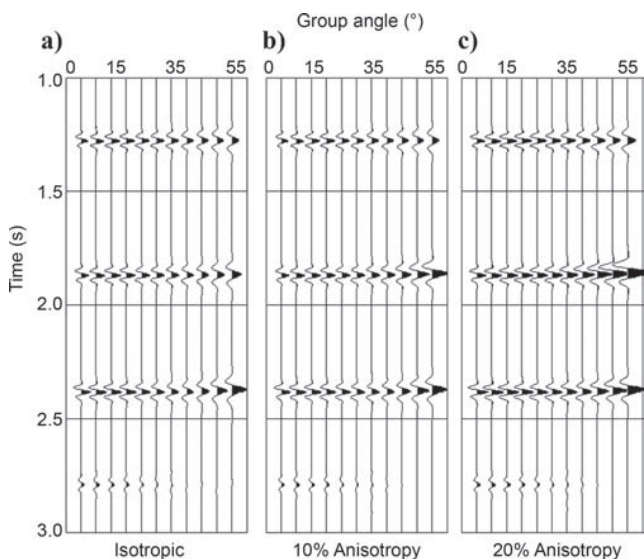 Group angle (°)
a) b) c)
0 15 35 55 0 15 35 55 0 15 35 55
1.0
1.5
Time (s)
2.0
2.5
3.0
Isotropic 10% Anisotropy 20% Anisotropy